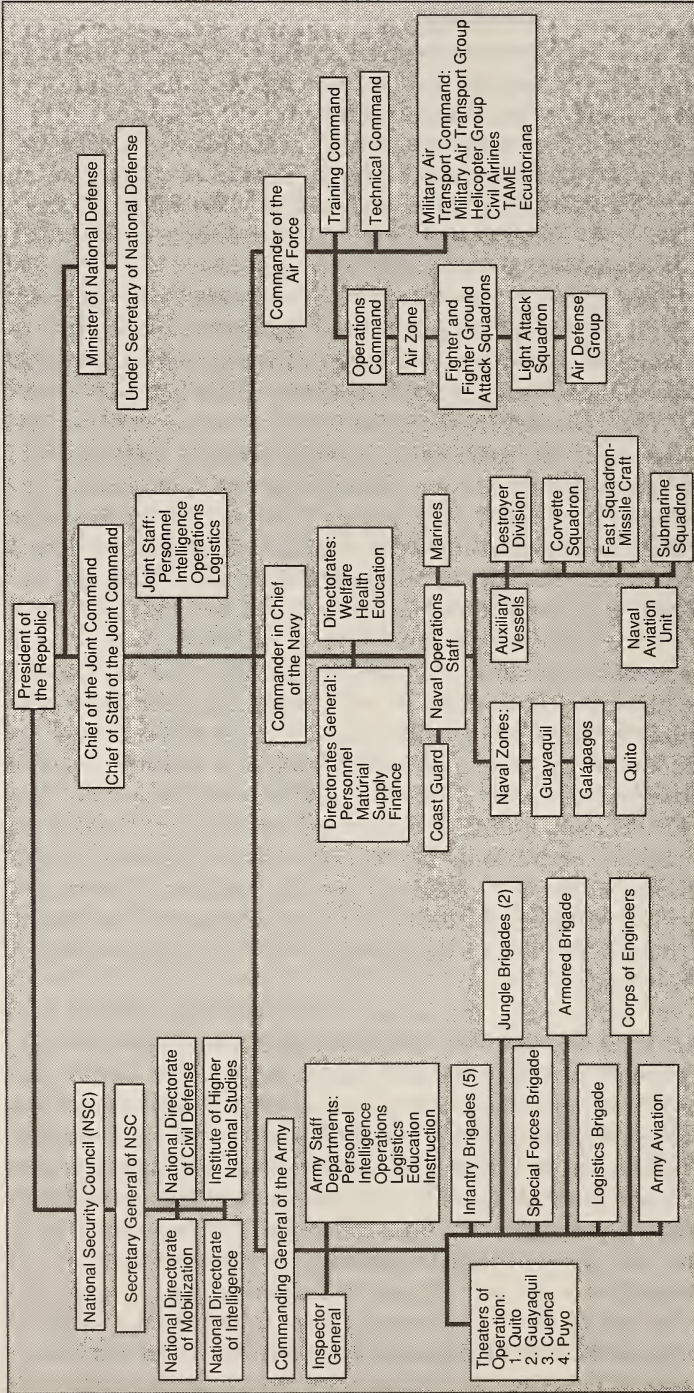 President of
the Republic
National Security Council (NSC)
Secretary General of NSC
National Directorate
of Mobilization
National Directorate
of Civil Defense
National Directorate
of Intelligence
Institute of Higher
National Studies
Chief of the Joint Command
Chief of Staff of the Joint Command
Joint Staff:
Personnel
Intelligence
Operations
Logistics
Minister of National Defense
Under Secretary of National Defense
Commanding General of the Army
Inspector
General
Army Staff
Departments:
Personnel
Intelligence
Operations
Logistics
Education
Instruction
Theaters of
Operation:
1. Quito
2. Guayaquil
3. Cuenca
4. Puyo
Infantry Brigades (5)
Jungle Brigades (2)
Special Forces Brigade
Armored Brigade
Logistics Brigade
Corps of Engineers
Army Aviation
Commander in Chief
of the Navy
Directorates General:
Personnel
Matúrial
Supply
Finance
Directorates:
Welfare
Health
Education
Coast Guard
Naval Operations
Staff
Marines
Naval Zones:
Guayaquil
Galápagos
Quito
Auxiliary
Vessels
Destroyer
Division
Corvette
Squadron
Fast Squadron-
Missile Craft
Naval
Aviation
Unit
Submarine
Squadron
Commander of the
Air Force
Operations
Command
Air Zone
Fighter and
Fighter Ground
Attack Squadrons
Light Attack
Squadron
Air Defense
Group
Training Command
Technical Command
Military Air
Transport Command:
Military Air Transport Group
Helicopter Group
Civil Airlines
TAME
Ecuatoriana